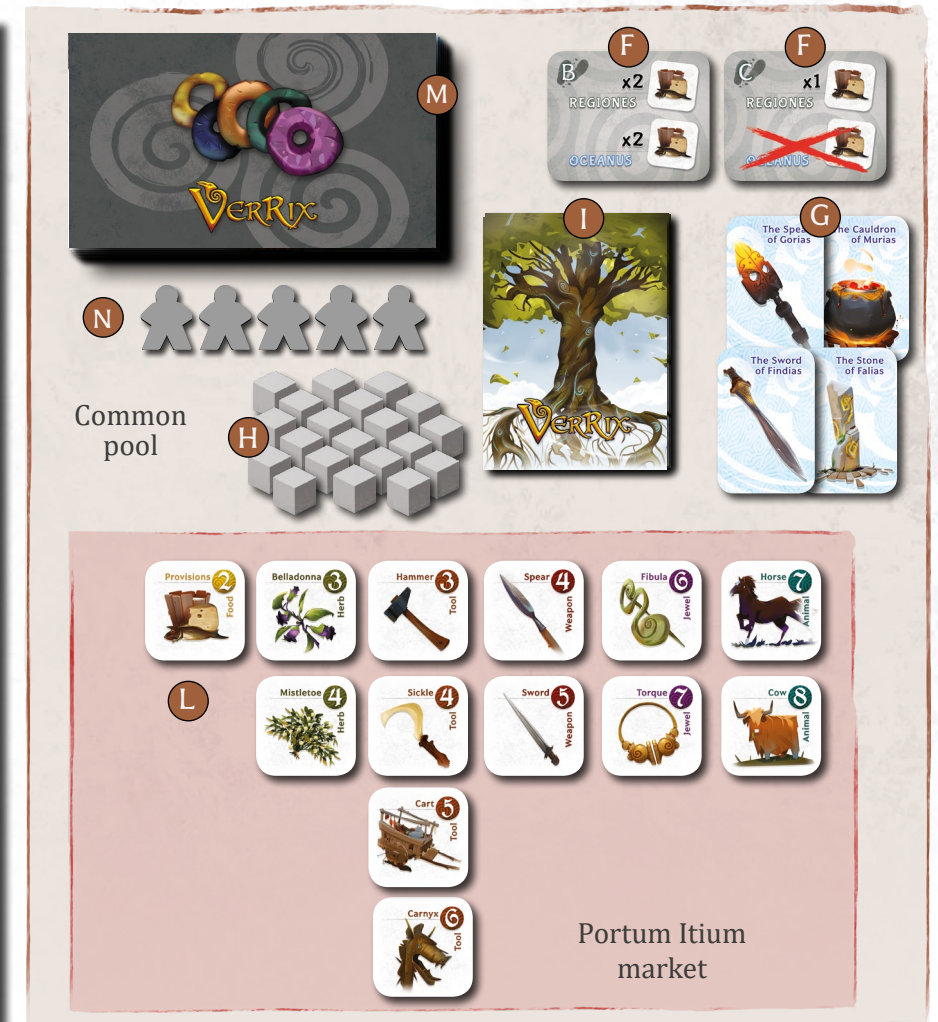 M
VERRIX
F
B
x2
REGIONES
x2
OCEANUS
F
C
x1
REGIONES
OCEANUS
I
VERRIX
G
The Spea
of Gorias
he Cauldron
of Murias
The Sword
of Findias
The Stone
of Falias
N
Common
pool
H
Provisions 2
Food
Belladonna 3
Herb
Hammer 3
Tool
Spear 4
Weapon
Fibula 6
Jewel
Horse 7
Animal
L
Mistletoe 4
Herb
Sickle 4
Tool
Sword 5
Weapon
Torque 7
Jewel
Cow 8
Animal
Cart 5
Tool
Carnyx 6
Tool
Portum Itium
market